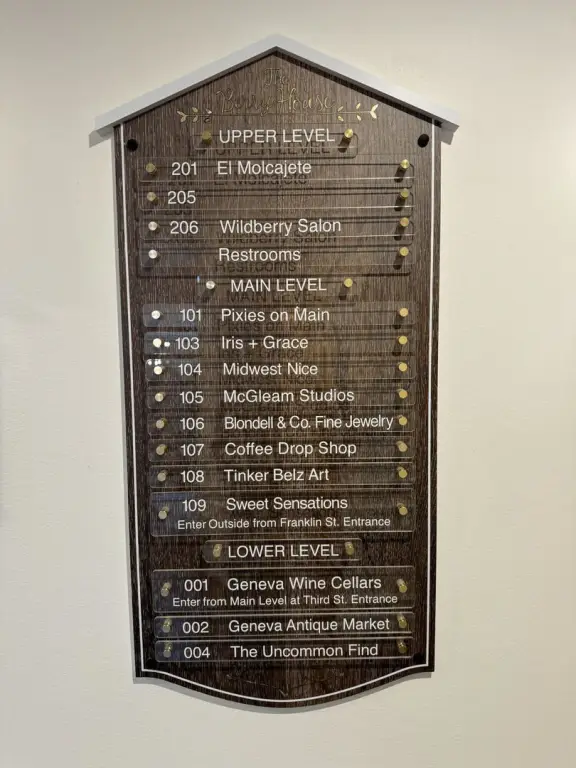 The
Berry House
UPPER LEVEL
201 El Molcajete
205
206 Wildberry Salon
Restrooms
MAIN LEVEL
101 Pixies on Main
103 Iris + Grace
104 Midwest Nice
105 McGleam Studios
106 Blondell & Co. Fine Jewelry
107 Coffee Drop Shop
108 Tinker Belz Art
109 Sweet Sensations
Enter Outside from Franklin St. Entrance
LOWER LEVEL
001 Geneva Wine Cellars
Enter from Main Level at Third St. Entrance
002 Geneva Antique Market
004 The Uncommon Find